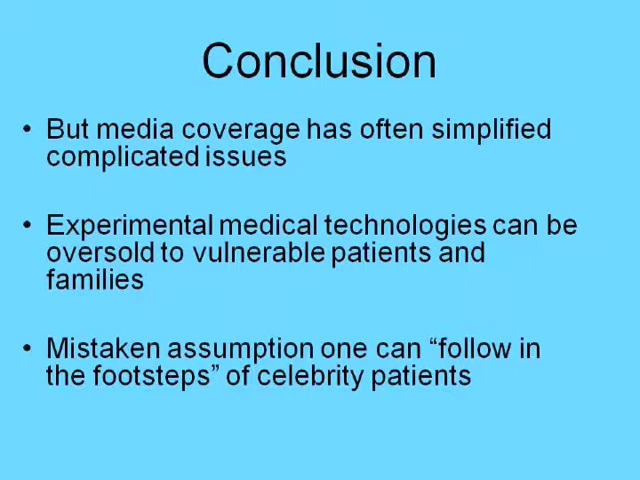 Conclusion
• But media coverage has often simplified
complicated issues
• Experimental medical technologies can be
oversold to vulnerable patients and
families
• Mistaken assumption one can “follow in
the footsteps” of celebrity patients